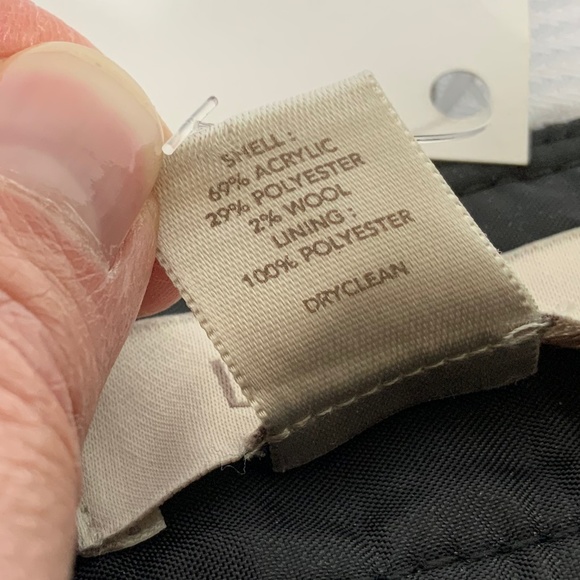 SHELL :
69% ACRYLIC
29% POLYESTER
2% WOOL
LINING :
100% POLYESTER
DRYCLEAN